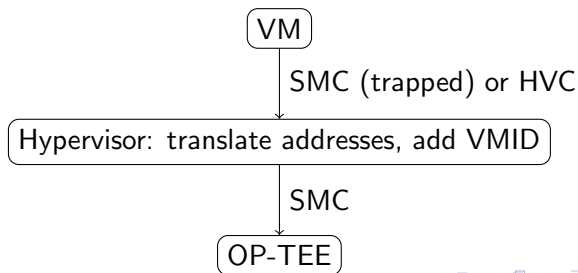 VM
SMC (trapped) or HVC
Hypervisor: translate addresses, add VMID
SMC
OP-TEE